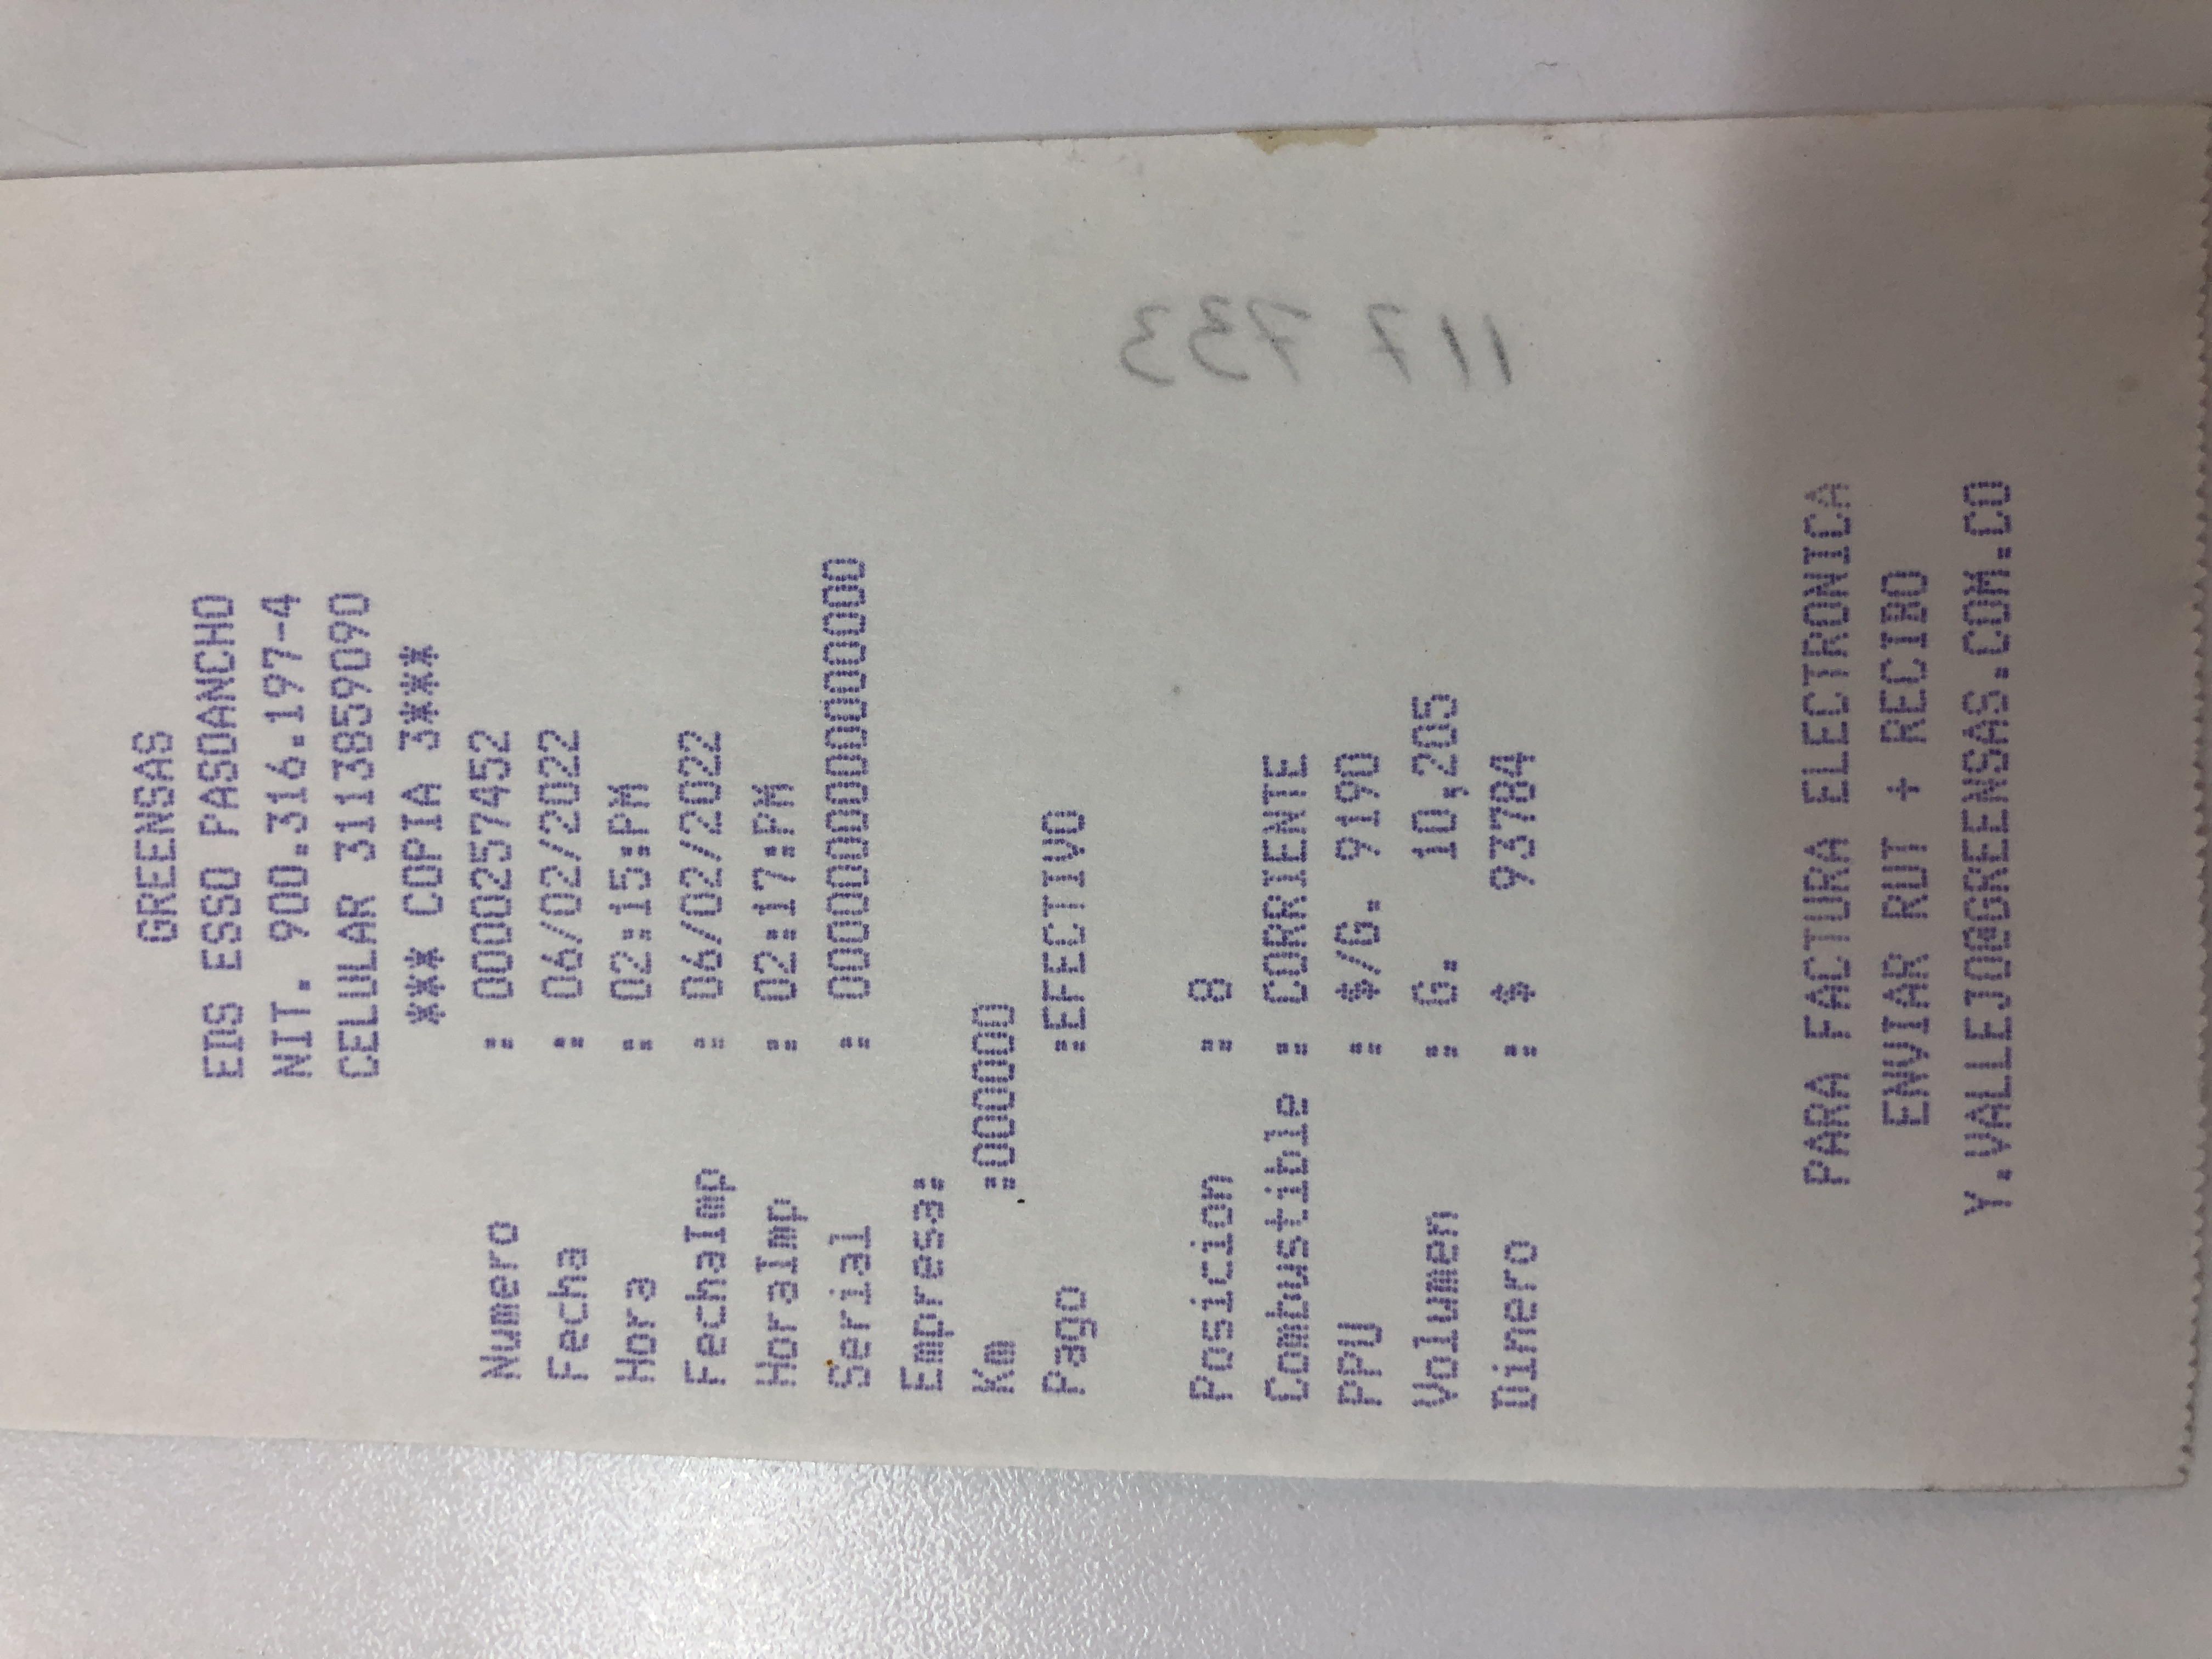 GREENSAS
EDS ESSO PASOANCHO
NIT. 900.316.197-4
CELULAR 3113859090
*** COPIA 3****
Numero : 0000257452
Fecha : 06/02/2022
Hora : 02:15:PM
FechaImp : 06/02/2022
HoraImp : 02:17:PM
Serial : 0000000000000000
Empresa:
Km :000000
Pago :EFECTIVO
Posicion : 8
Combustible : CORRIENTE
PPU : $/G. 9190
Volumen : G. 10,205
Dinero : $ 93784
117 733
PARA FACTURA ELECTRONICA
ENVIAR RUT + RECIBO
Y.VALLEJO@GREENSAS.COM.CO